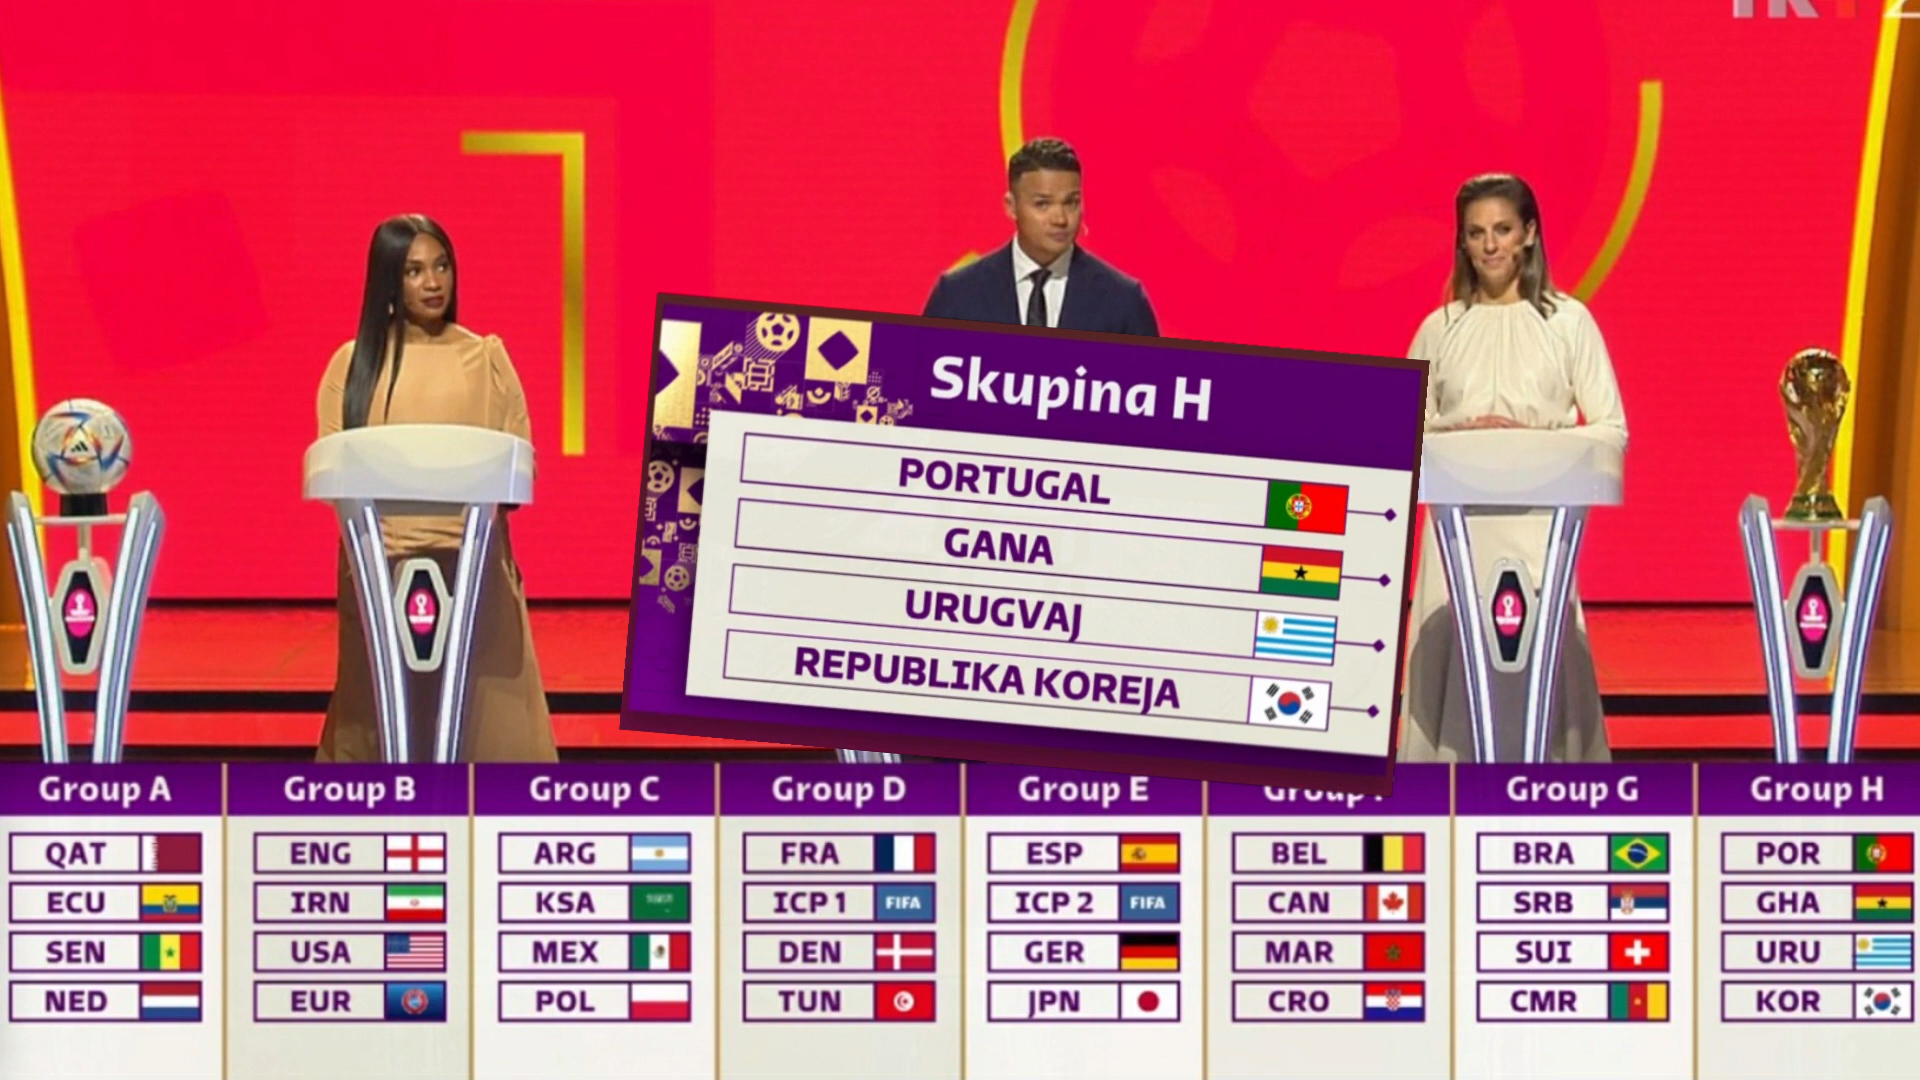 Skupina H
PORTUGAL
GANA
URUGVAJ
REPUBLIKA KOREJA
Group A
QAT
ECU
SEN
NED
Group B
ENG
IRN
USA
EUR
Group C
ARG
KSA
MEX
POL
Group D
FRA
ICP 1 FIFA
DEN
TUN
Group E
ESP
ICP 2 FIFA
GER
JPN
Group
BEL
CAN
MAR
CRO
Group G
BRA
SRB
SUI
CMR
Group H
POR
GHA
URU
KOR